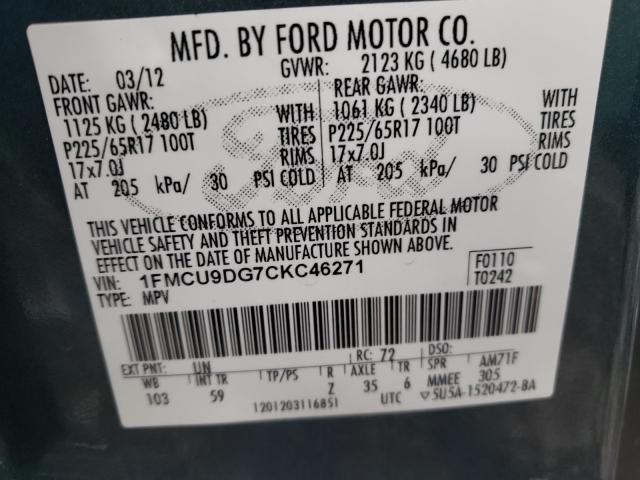 MFD. BY FORD MOTOR CO.
DATE: 03/12 GVWR: 2123 KG ( 4680 LB)
FRONT GAWR: REAR GAWR:
1125 KG ( 2480 LB) WITH 1061 KG ( 2340 LB) WITH
P225/65R17 100T TIRES P225/65R17 100T TIRES
17x7.0J RIMS 17x7.0J RIMS
AT 205 kPa/ 30 PSI COLD AT 205 kPa/ 30 PSI COLD
Ford
THIS VEHICLE CONFORMS TO ALL APPLICABLE FEDERAL MOTOR
VEHICLE SAFETY AND THEFT PREVENTION STANDARDS IN
EFFECT ON THE DATE OF MANUFACTURE SHOWN ABOVE.
VIN: 1FMCU9DG7CKC46271 F0110
TYPE: MPV T0242
EXT PNT: UN RC: 72 DSO:
WB INT TR TP/PS R AXLE TR SPR AM71F
103 59 Z 35 6 MMEE 305
1201203116851 UTC ▽5U5A-1520472-BA